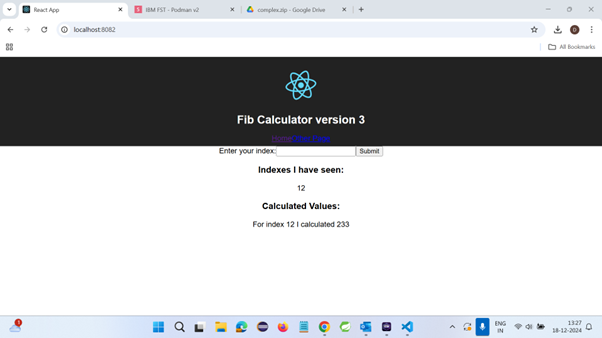 React App
IBM FST - Podman v2
complex.zip - Google Drive
localhost:8082
D
All Bookmarks
Fib Calculator version 3
Home
Enter your index:
Submit
Indexes I have seen:
12
Calculated Values:
For index 12 I calculated 233
ENG
IN
13:27
18-12-2024